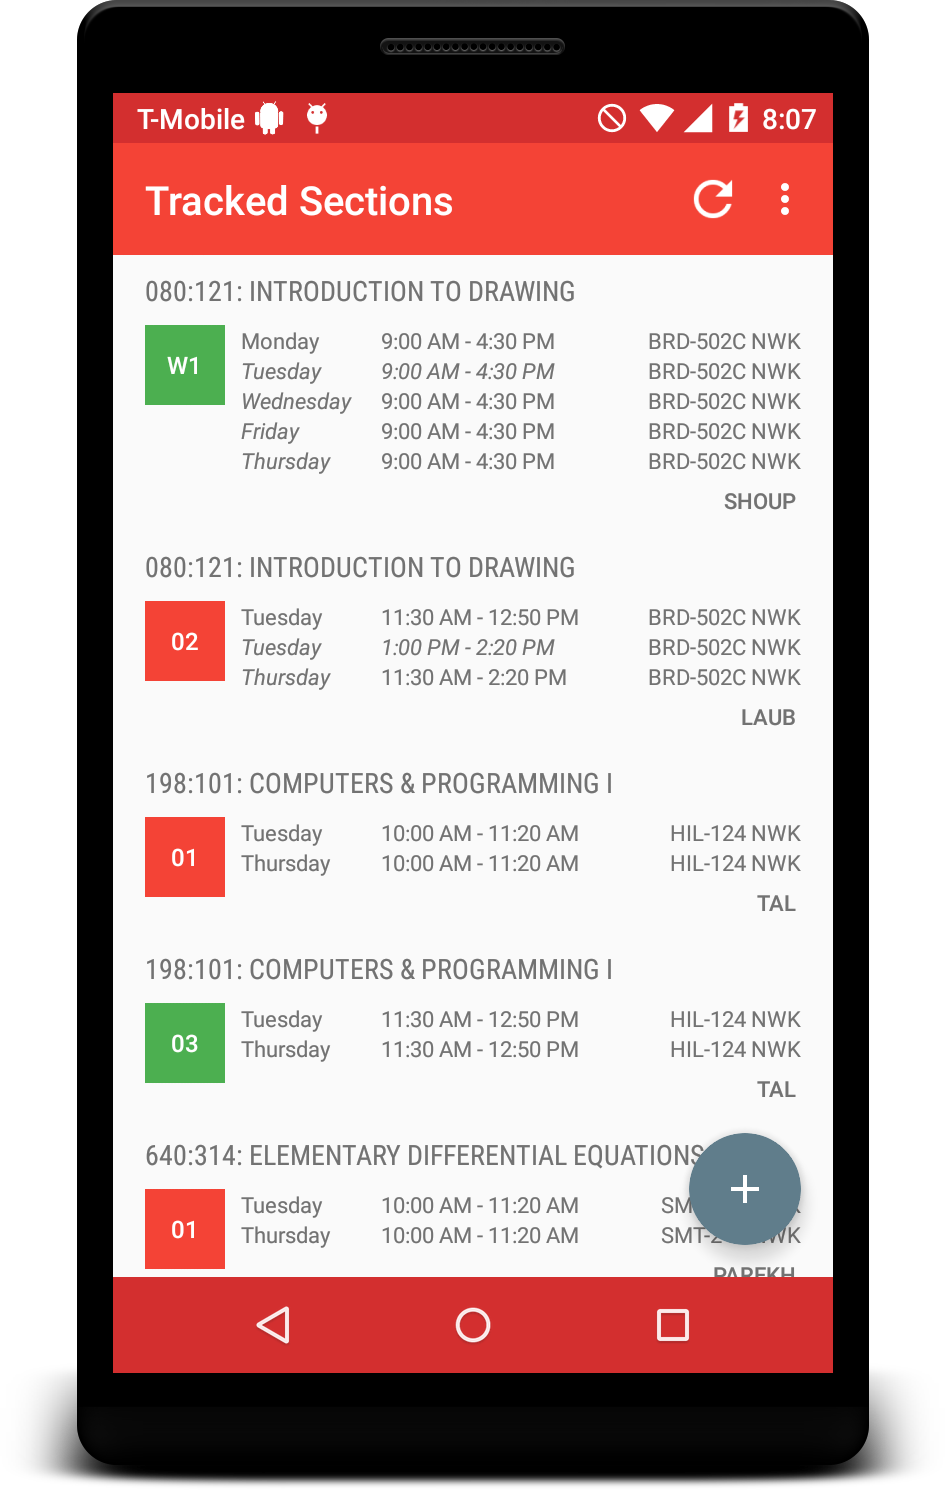 T-Mobile 8:07
Tracked Sections
080:121: INTRODUCTION TO DRAWING
W1
Monday 9:00 AM - 4:30 PM BRD-502C NWK
Tuesday 9:00 AM - 4:30 PM BRD-502C NWK
Wednesday 9:00 AM - 4:30 PM BRD-502C NWK
Friday 9:00 AM - 4:30 PM BRD-502C NWK
Thursday 9:00 AM - 4:30 PM BRD-502C NWK
SHOUP
080:121: INTRODUCTION TO DRAWING
02
Tuesday 11:30 AM - 12:50 PM BRD-502C NWK
Tuesday 1:00 PM - 2:20 PM BRD-502C NWK
Thursday 11:30 AM - 2:20 PM BRD-502C NWK
LAUB
198:101: COMPUTERS & PROGRAMMING I
01
Tuesday 10:00 AM - 11:20 AM HIL-124 NWK
Thursday 10:00 AM - 11:20 AM HIL-124 NWK
TAL
198:101: COMPUTERS & PROGRAMMING I
03
Tuesday 11:30 AM - 12:50 PM HIL-124 NWK
Thursday 11:30 AM - 12:50 PM HIL-124 NWK
TAL
640:314: ELEMENTARY DIFFERENTIAL EQUATIONS
01
Tuesday 10:00 AM - 11:20 AM
Thursday 10:00 AM - 11:20 AM
PAREKH